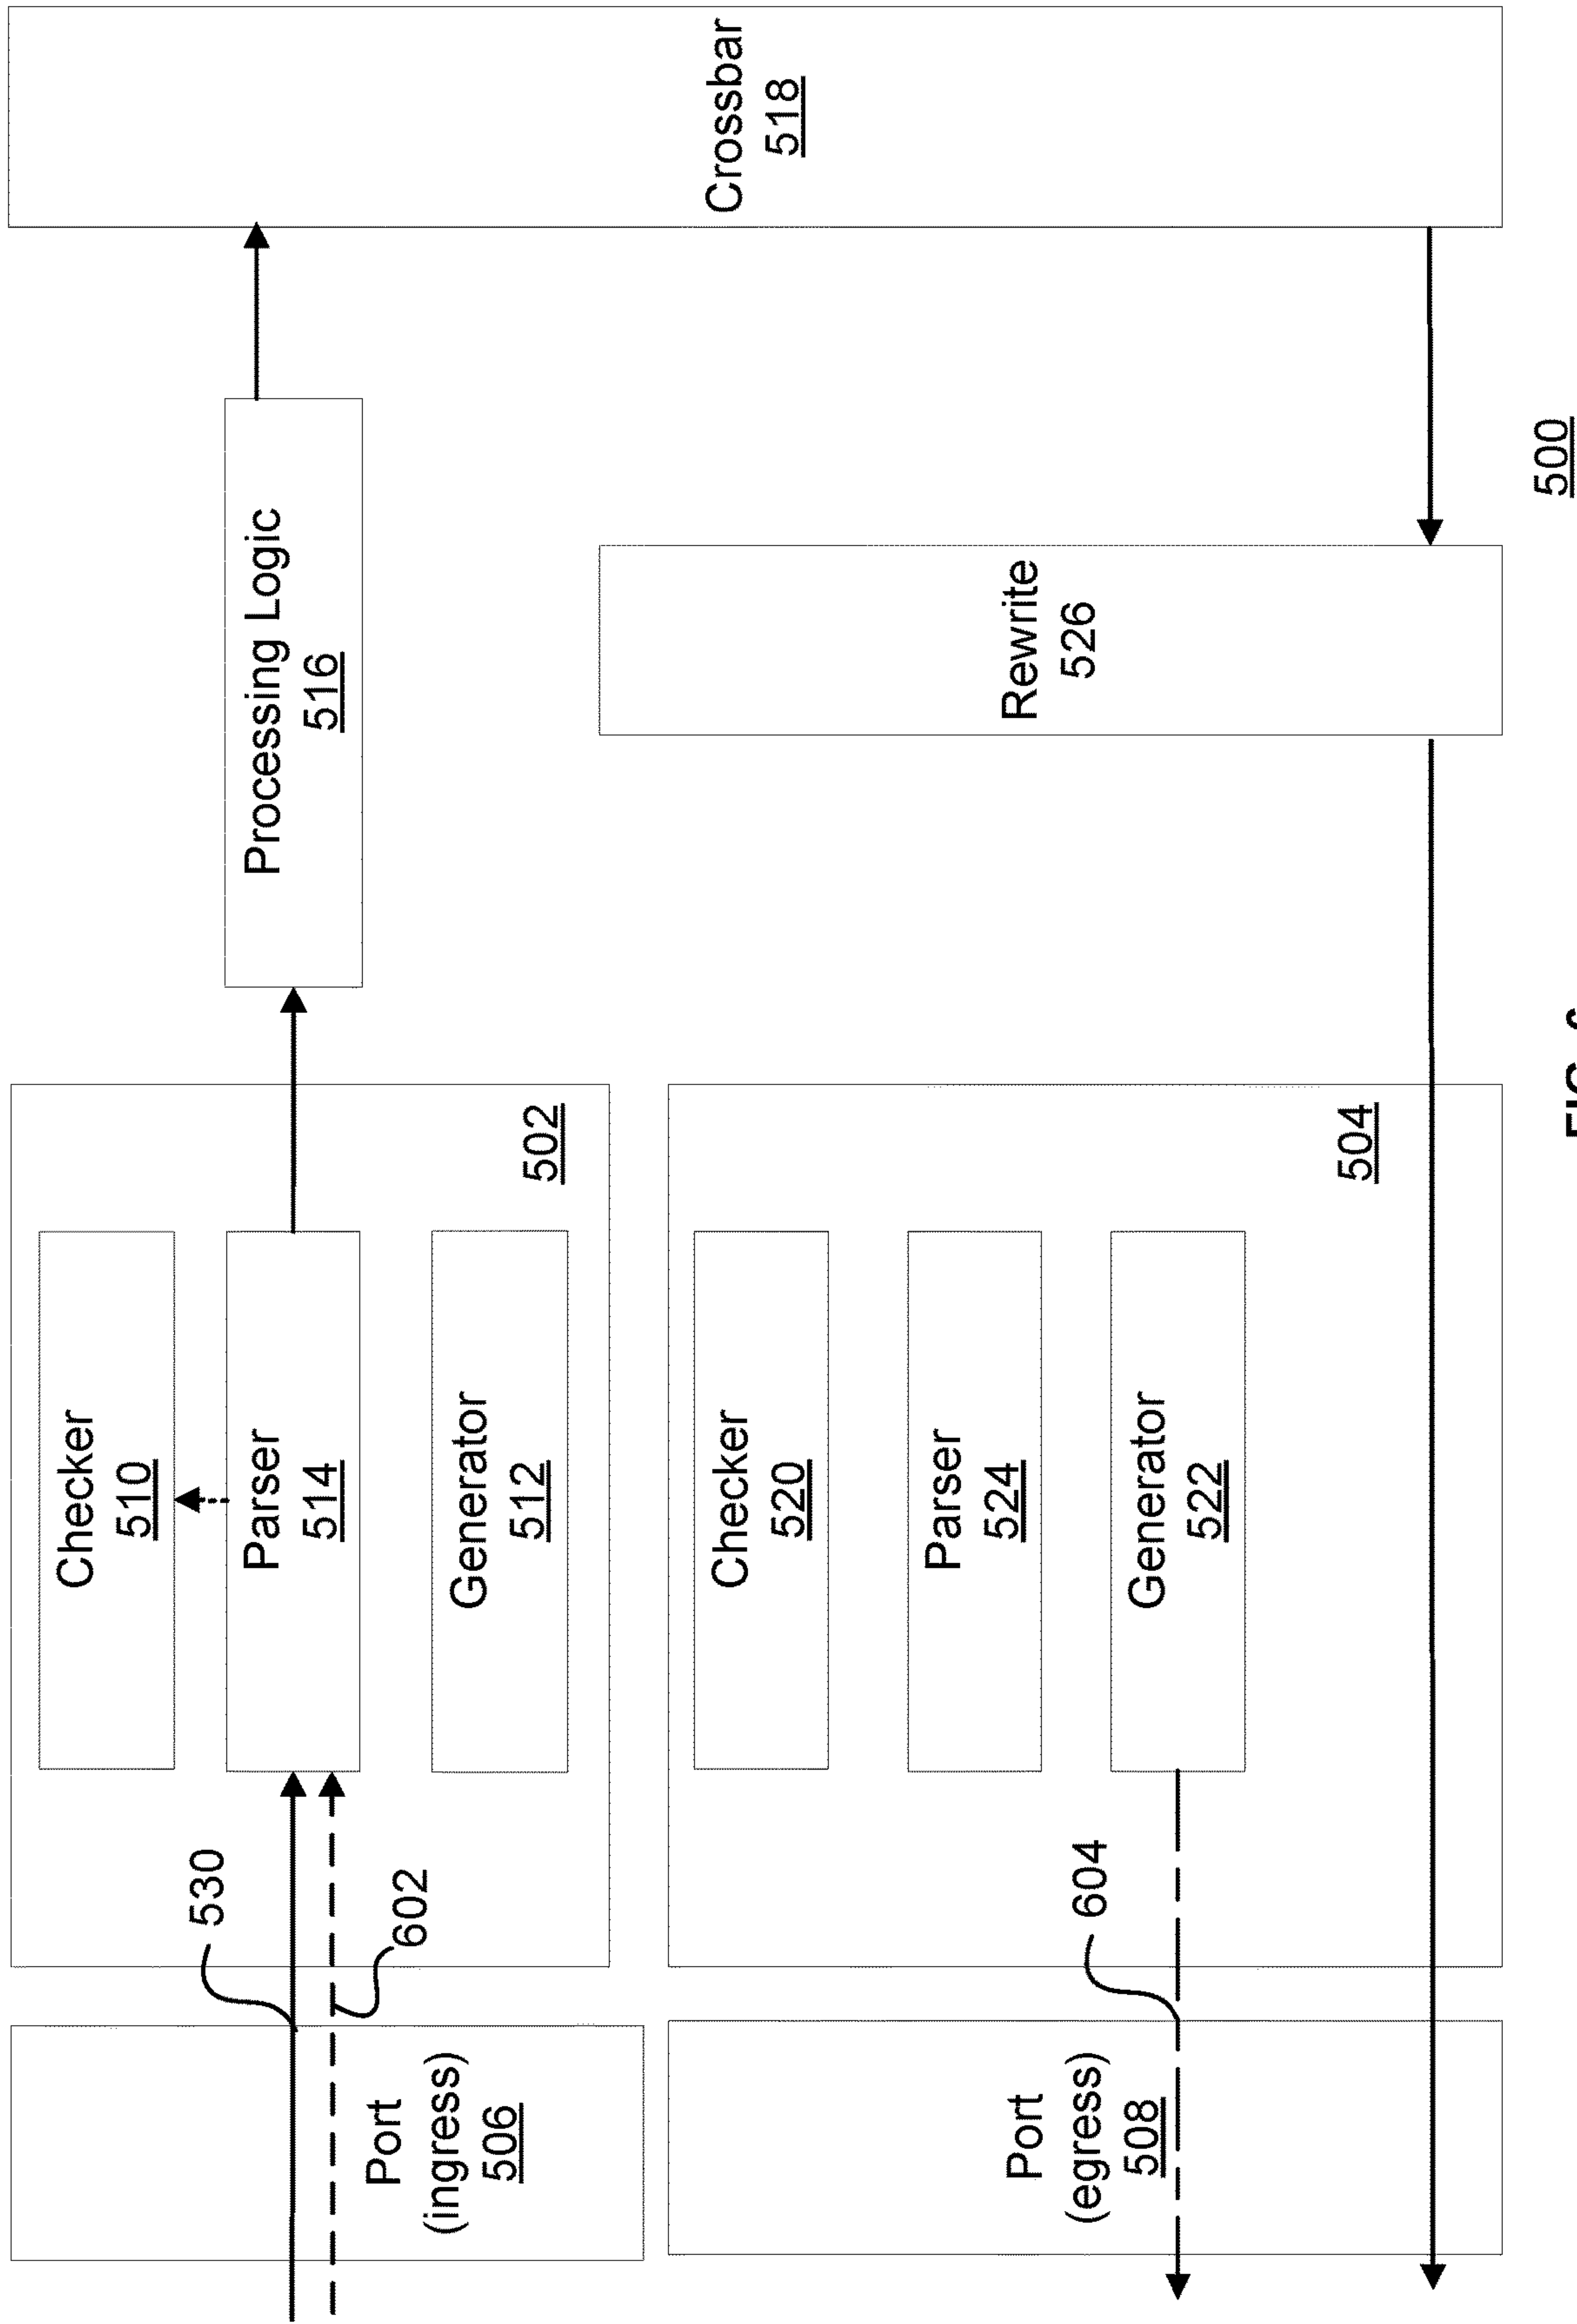 Port
(ingress)
506
530
602
Checker
510
Parser
514
Generator
512
502
Processing Logic
516
Crossbar
518
Port
(egress)
508
604
Checker
520
Parser
524
Generator
522
504
Rewrite
526
500